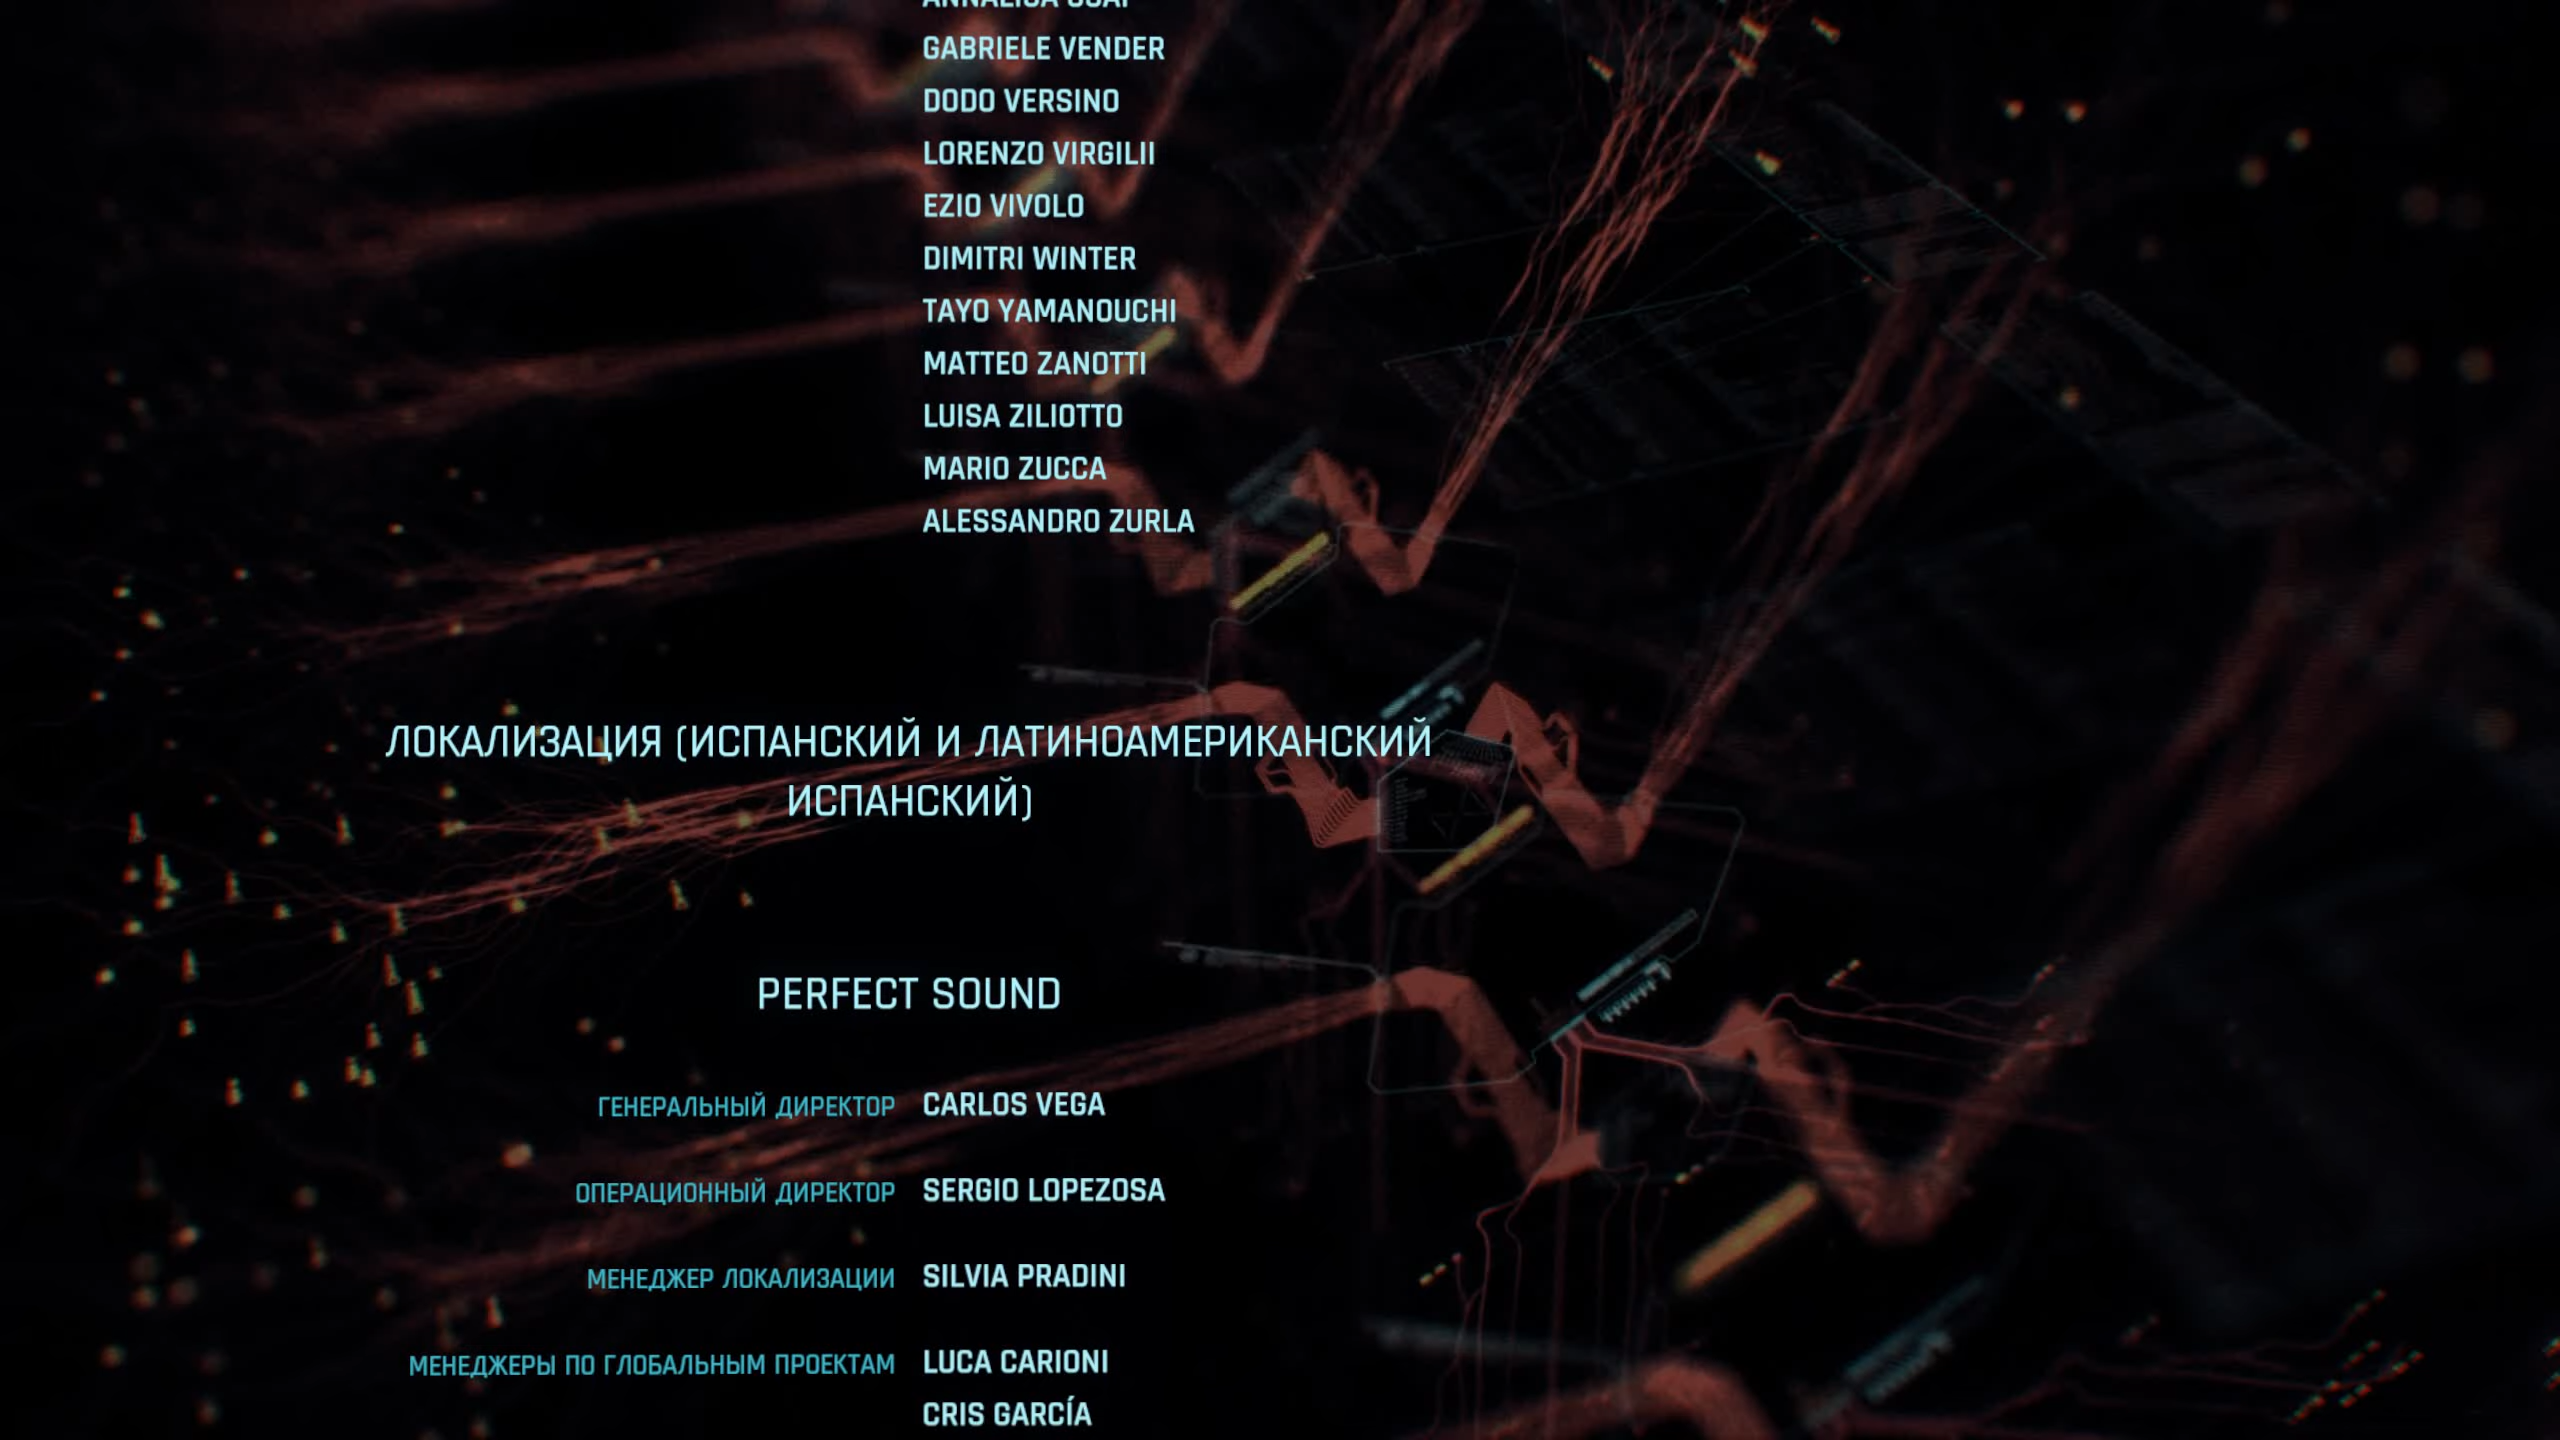 GABRIELE VENDER
DODO VERSINO
LORENZO VIRGILII
EZIO VIVOLO
DIMITRI WINTER
TAYO YAMANOUCHI
MATTEO ZANOTTI
LUISA ZILIOTTO
MARIO ZUCCA
ALESSANDRO ZURLA
ЛОКАЛИЗАЦИЯ (ИСПАНСКИЙ И ЛАТИНОАМЕРИКАНСКИЙ
ИСПАНСКИЙ)
PERFECT SOUND
ГЕНЕРАЛЬНЫЙ ДИРЕКТОР CARLOS VEGA
ОПЕРАЦИОННЫЙ ДИРЕКТОР SERGIO LOPEZOSA
МЕНЕДЖЕР ЛОКАЛИЗАЦИИ SILVIA PRADINI
МЕНЕДЖЕРЫ ПО ГЛОБАЛЬНЫМ ПРОЕКТАМ LUCA CARIONI
CRIS GARCÍA